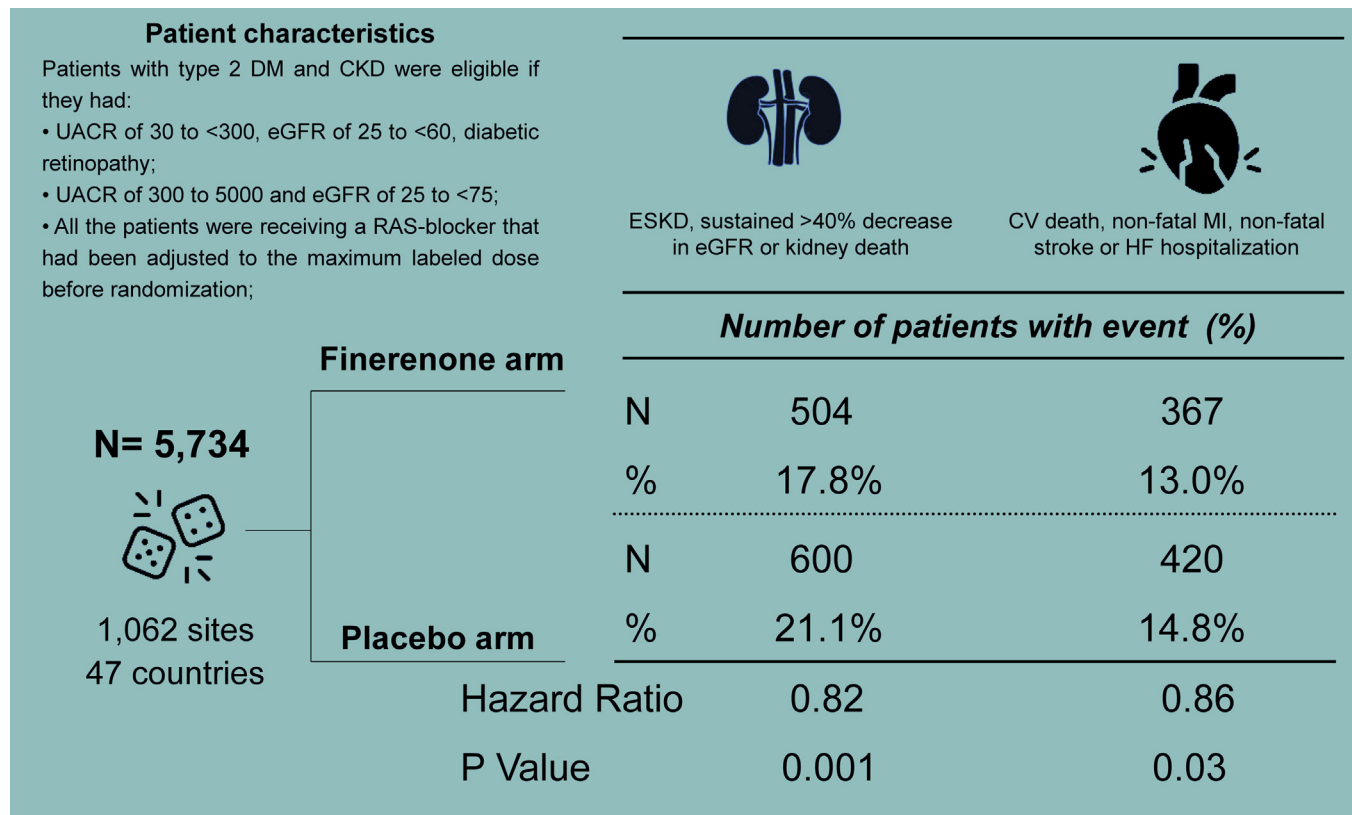 Patient characteristics
Patients with type 2 DM and CKD were eligible if
they had:
• UACR of 30 to <300, eGFR of 25 to <60, diabetic
retinopathy;
• UACR of 300 to 5000 and eGFR of 25 to <75;
• All the patients were receiving a RAS-blocker that
had been adjusted to the maximum labeled dose
before randomization;
ESKD, sustained >40% decrease
in eGFR or kidney death
CV death, non-fatal MI, non-fatal
stroke or HF hospitalization
Number of patients with event (%)
Finerenone arm
N 504 367
% 17.8% 13.0%
N= 5,734
1,062 sites
47 countries
Placebo arm
N 600 420
% 21.1% 14.8%
Hazard Ratio 0.82 0.86
P Value 0.001 0.03